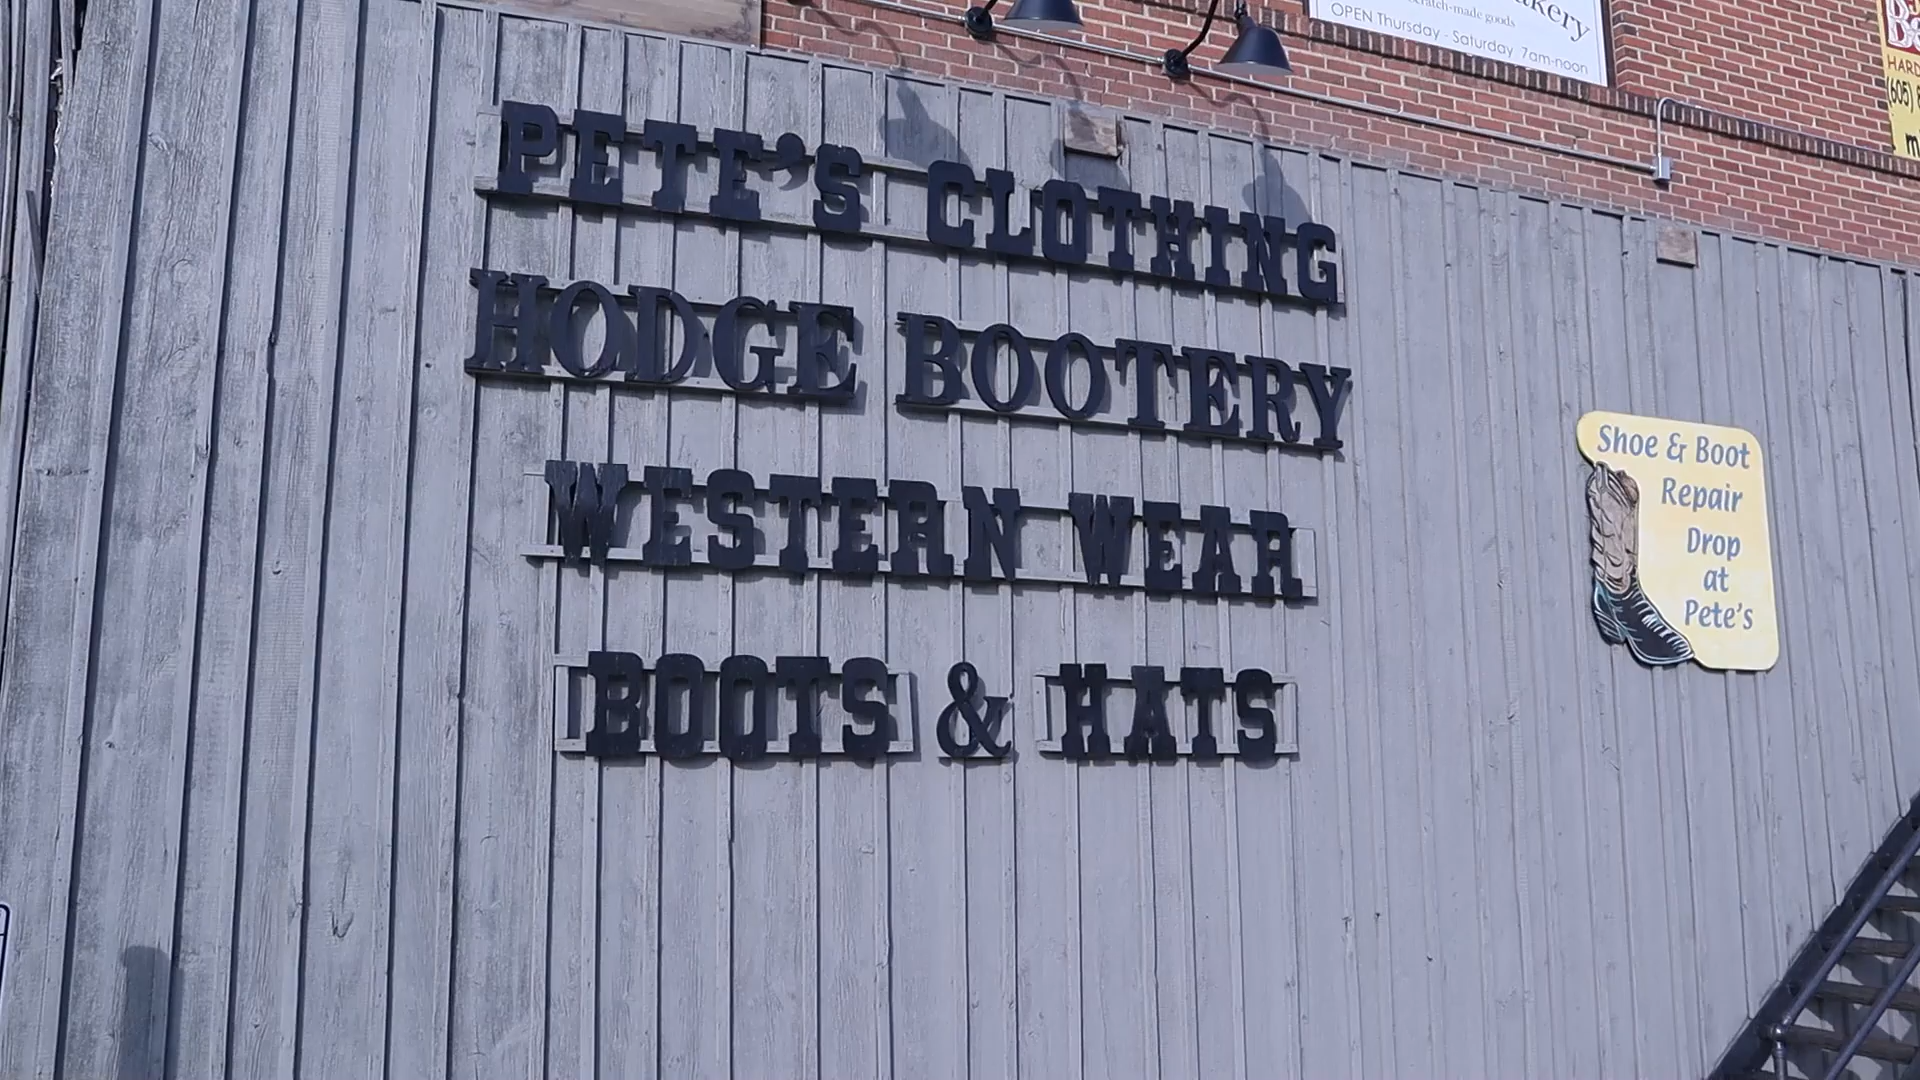 PETE'S CLOTHING
HODGE BOOTERY
WESTERN WEAR
BOOTS & HATS
Shoe & Boot
Repair
Drop
at
Pete's
OPEN Thursday - Saturday 7am-noon
(605)